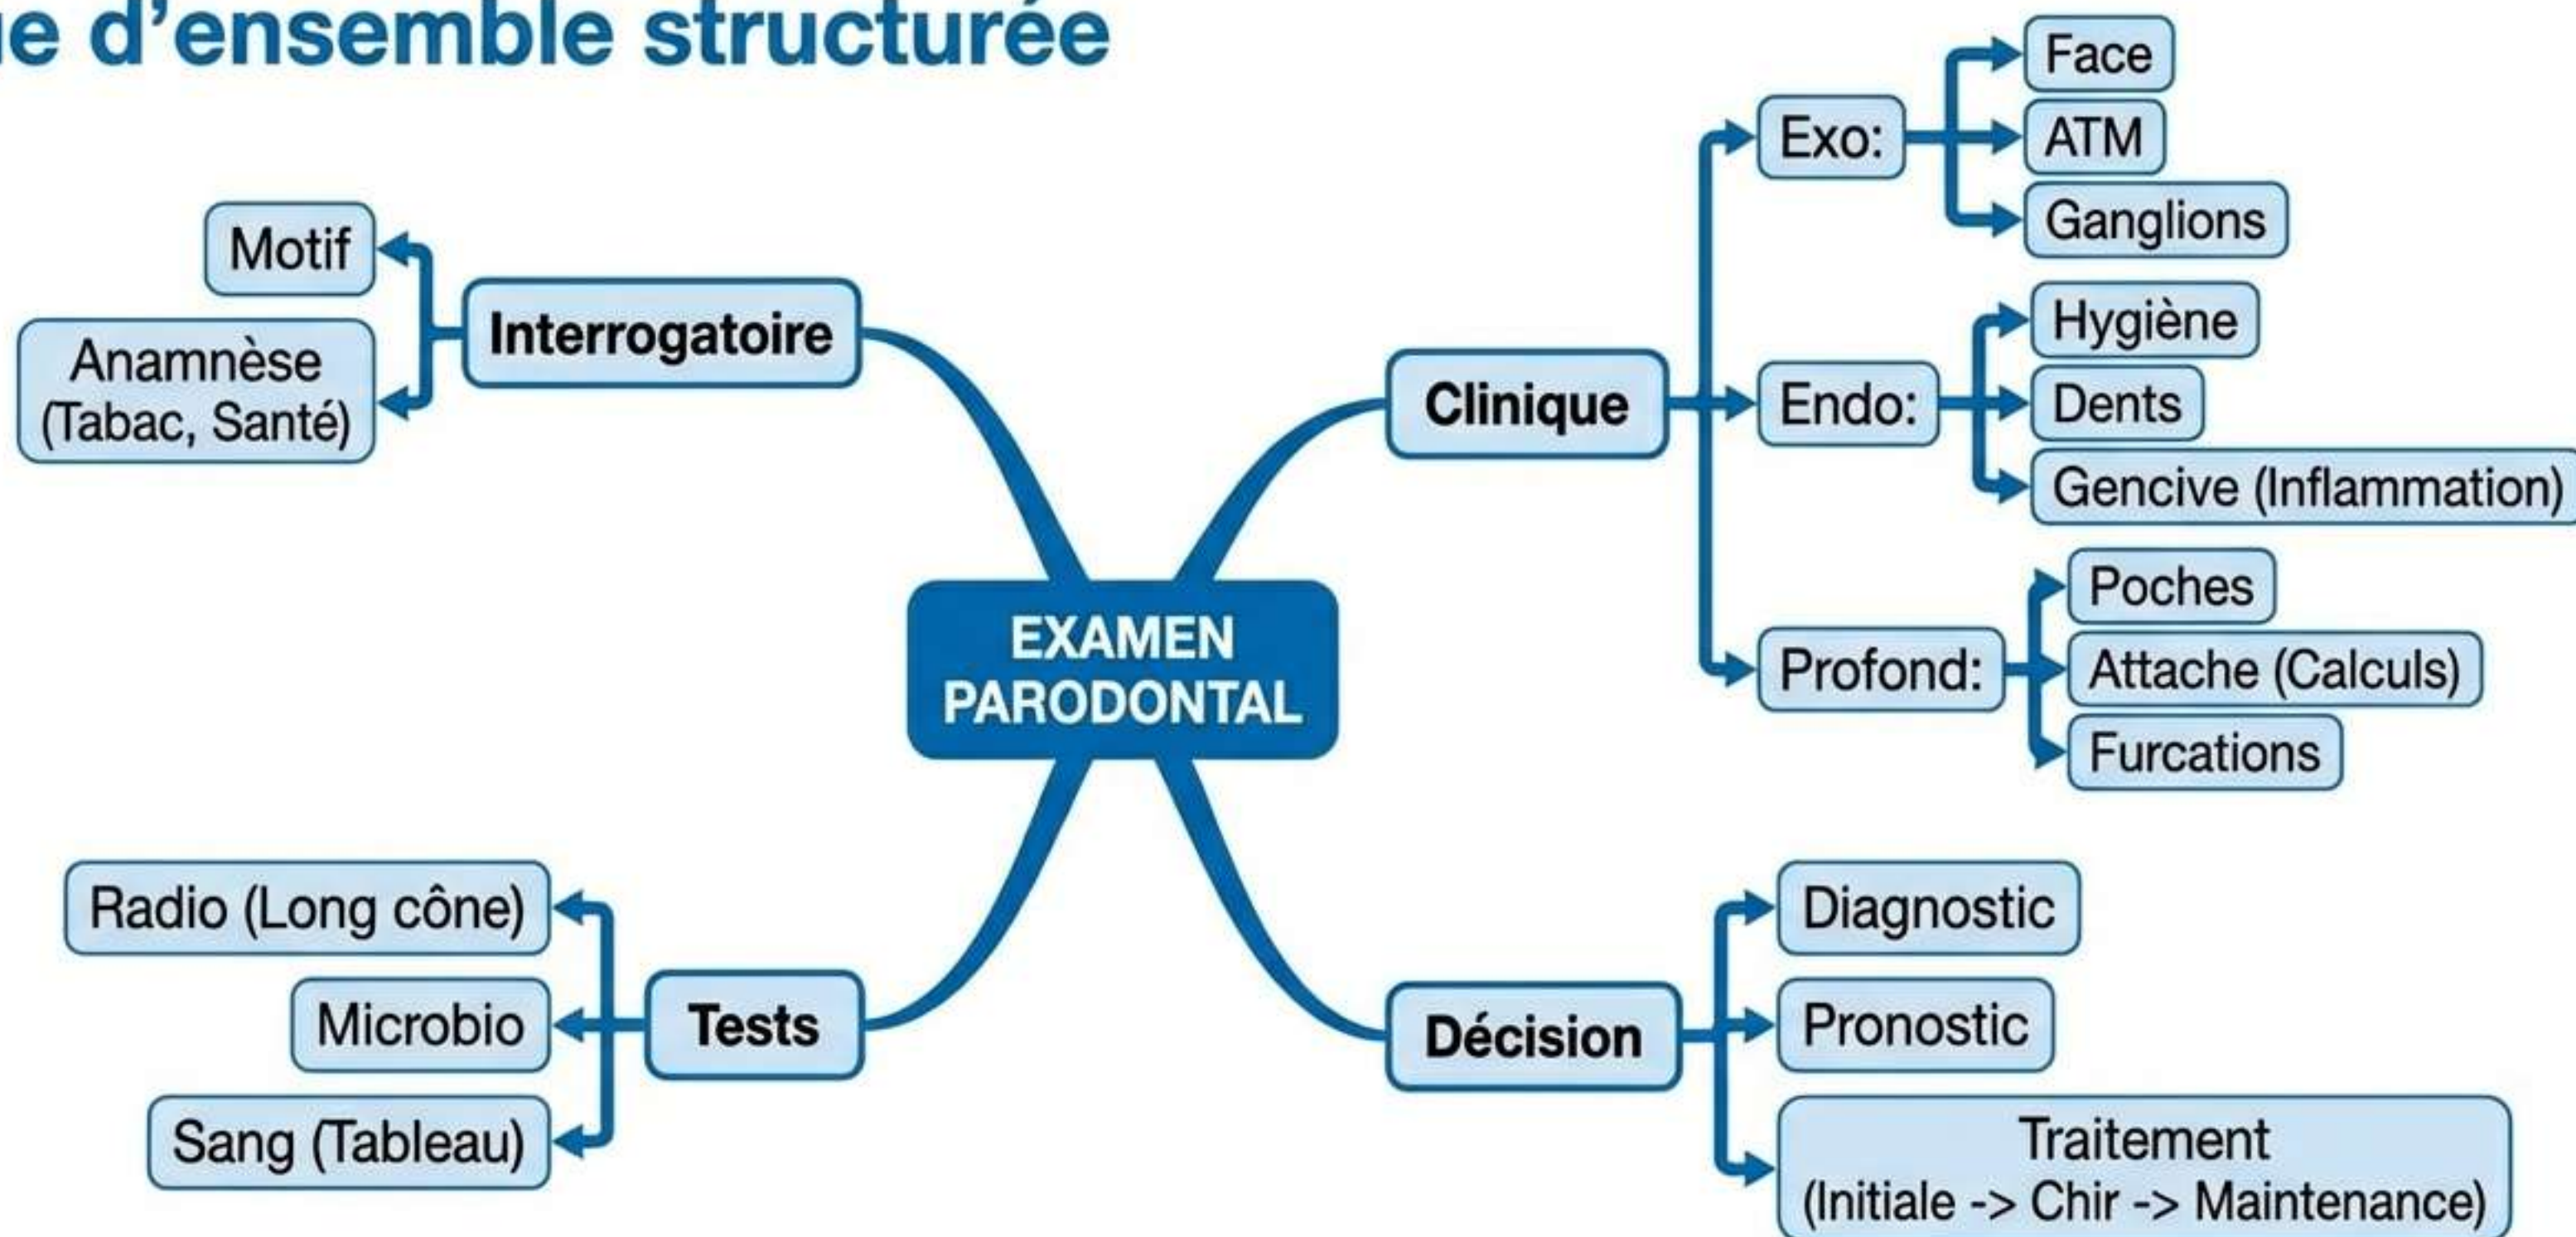 d'ensemble structurée
Motif
Anamnèse
(Tabac, Santé)
Interrogatoire
Clinique
Exo:
Face
ATM
Ganglions
Endo:
Hygiène
Dents
Gencive (Inflammation)
Profond:
Poches
Attache (Calculs)
Furcations
EXAMEN
PARODONTAL
Radio (Long cône)
Microbio
Sang (Tableau)
Tests
Décision
Diagnostic
Pronostic
Traitement
(Initiale -> Chir -> Maintenance)